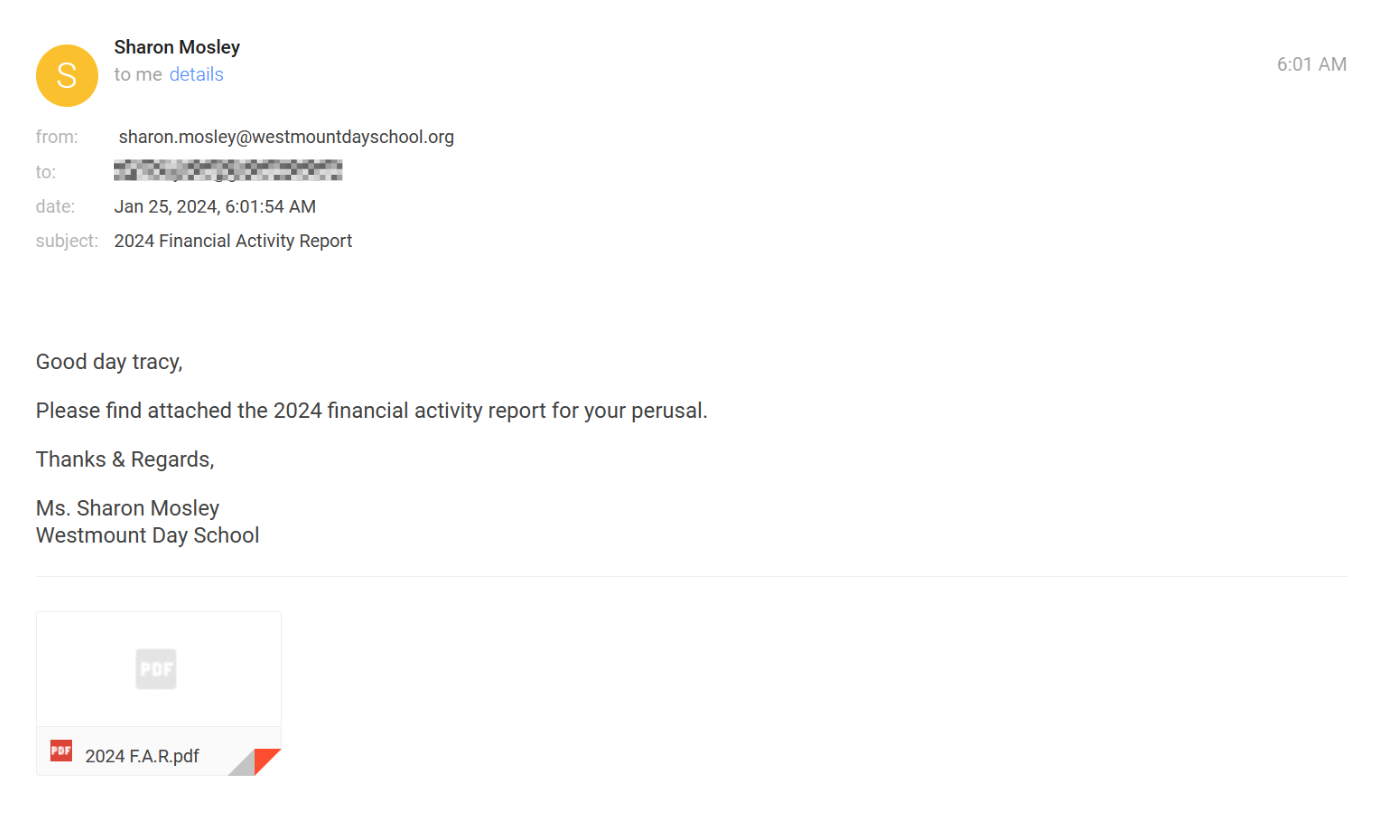 S
Sharon Mosley
to me details
6:01 AM
from: sharon.mosley@westmountdayschool.org
to:
date: Jan 25, 2024, 6:01:54 AM
subject: 2024 Financial Activity Report
Good day tracy,
Please find attached the 2024 financial activity report for your perusal.
Thanks & Regards,
Ms. Sharon Mosley
Westmount Day School
PDF
PDF 2024 F.A.R.pdf